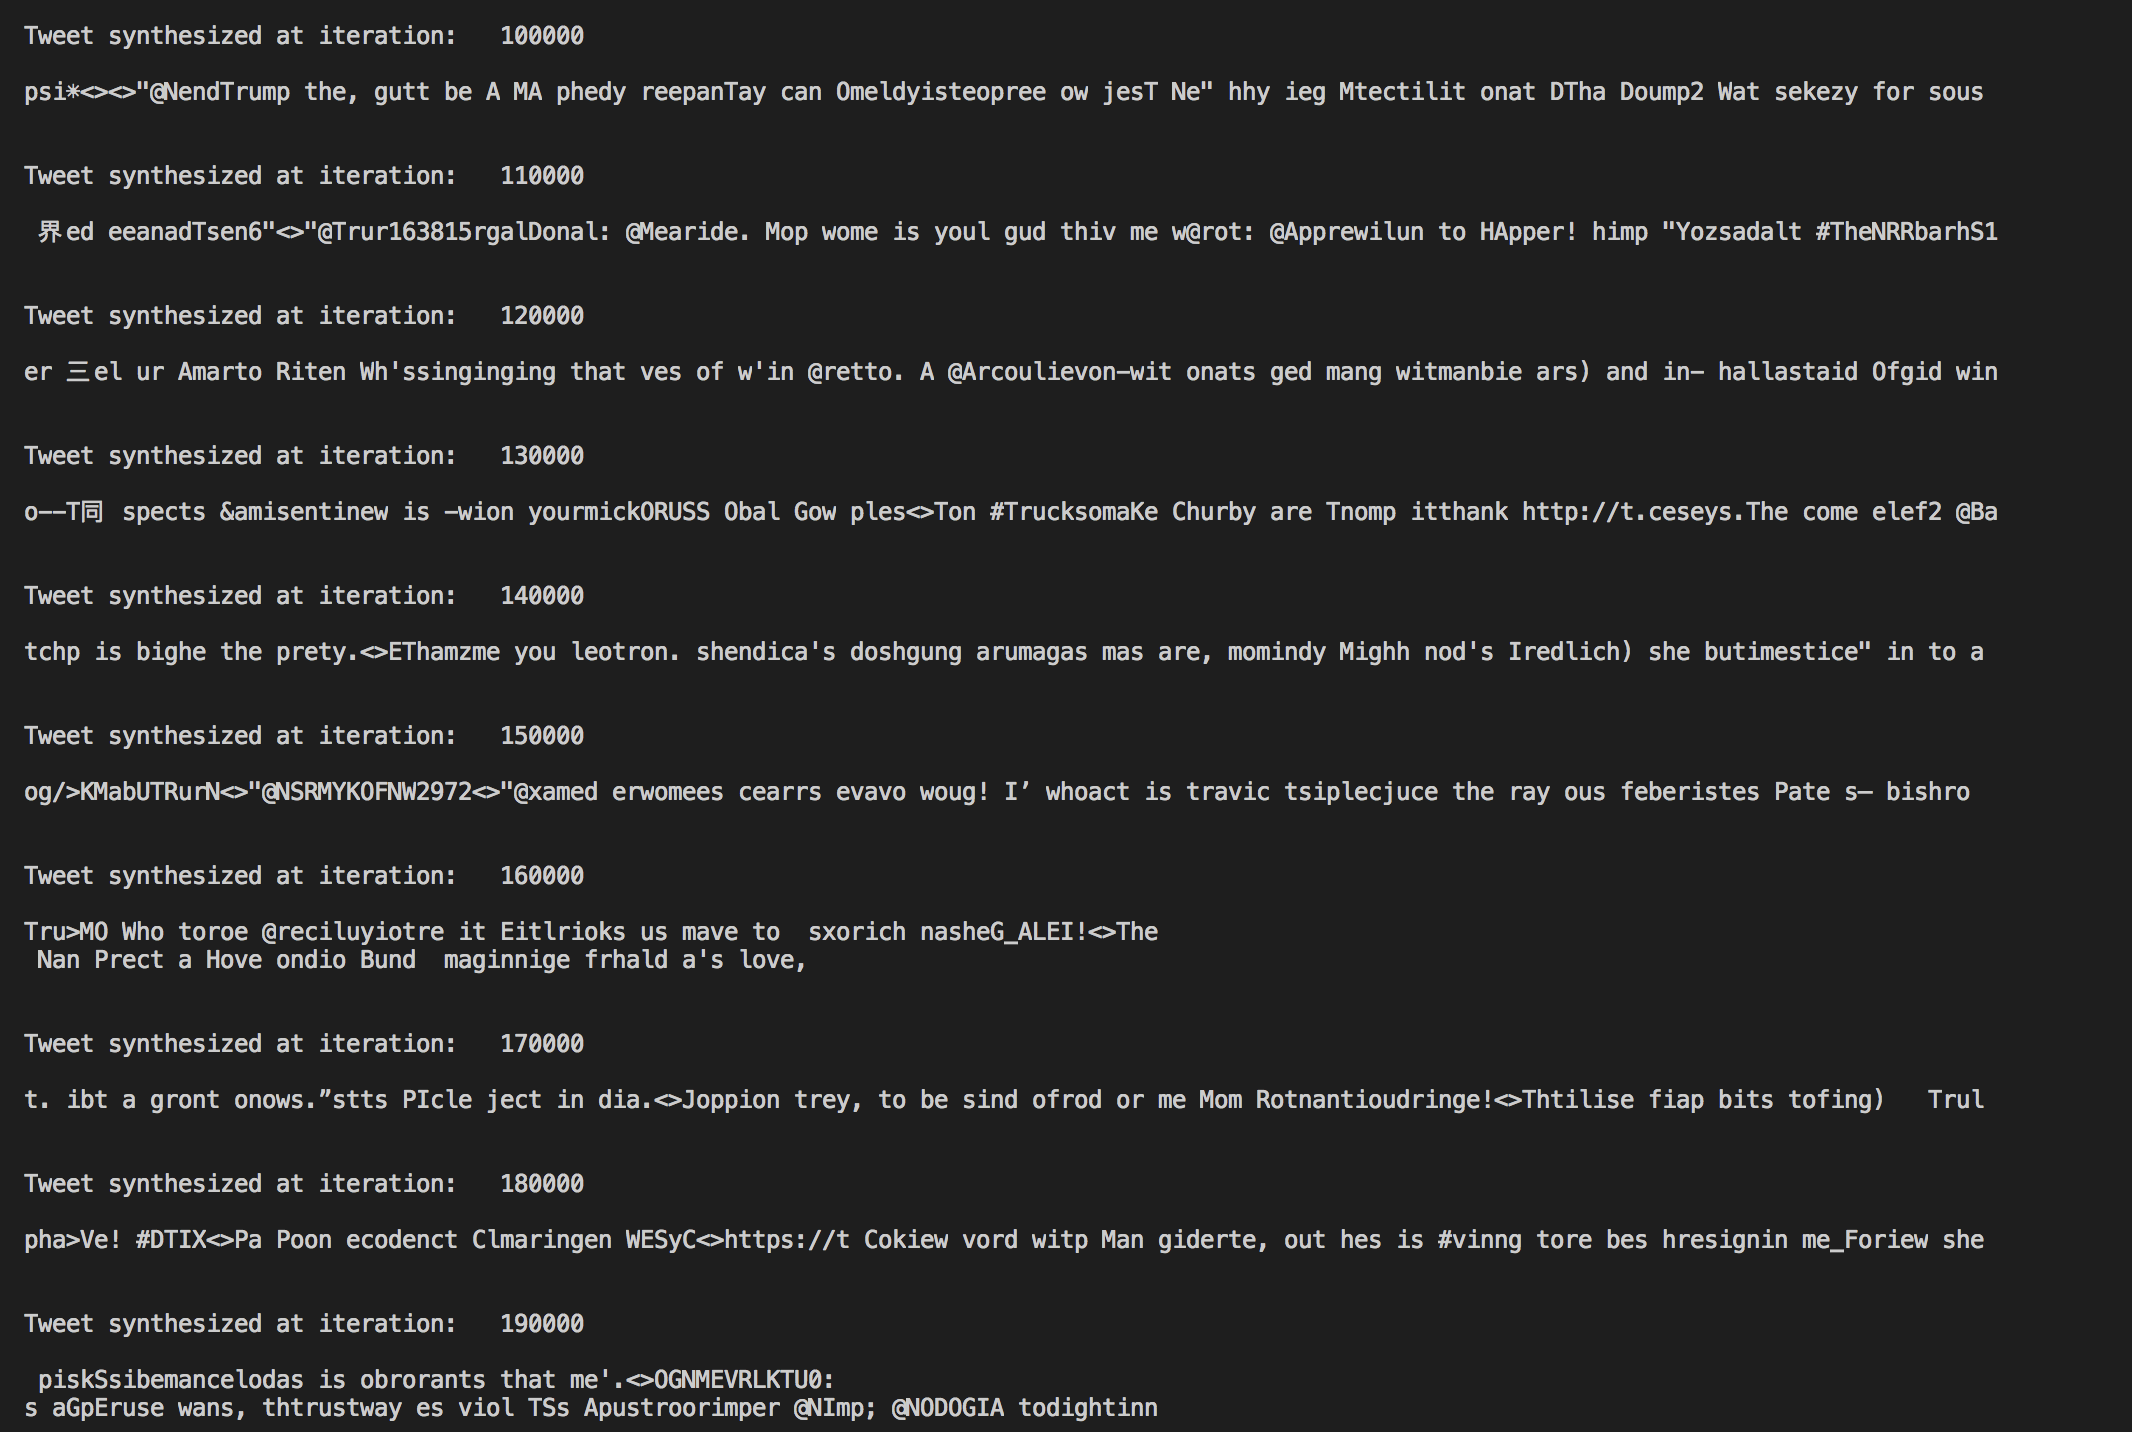 Tweet synthesized at iteration:   100000
psi*<><>"@NendTrump the, gutt be A MA phedy reepanTay can Omeldyisteopree ow jesT Ne" hhy ieg Mtectilit onat DTha Doump2 Wat sekezy for sous
Tweet synthesized at iteration:   110000
界ed eeanadTsen6"<>"@Trur163815rgalDonal: @Mearide. Mop wome is youl gud thiv me w@rot: @Apprewilun to HApper! himp "Yozsadalt #TheNRRbarhS1
Tweet synthesized at iteration:   120000
er 三el ur Amarto Riten Wh'ssinginging that ves of w'in @retto. A @Arcoulievon—wit onats ged mang witmanbie ars) and in— hallastaid Ofgid win
Tweet synthesized at iteration:   130000
o——T同 spects &amisentinew is —wion yourmickORUSS Obal Gow ples<>Ton #TrucksomaKe Churby are Tnomp itthank http://t.ceseys.The come elef2 @Ba
Tweet synthesized at iteration:   140000
tchp is bighe the prety.<>EThamzme you leotron. shendica's doshgung arumagas mas are, momindy Mighh nod's Iredlich) she butimestice" in to a
Tweet synthesized at iteration:   150000
og/>KMabUTRurN<>"@NSRMYKOFNW2972<>"@xamed erwomees cearrs evavo woug! I’ whoact is travic tsiplecjuce the ray ous feberistes Pate s— bishro
Tweet synthesized at iteration:   160000
Tru>MO Who toroe @reciluyiotre it Eitlrioks us mave to  sxorich nasheG_ALEI!<>The
Nan Prect a Hove ondio Bund  maginnige frhald a's love,
Tweet synthesized at iteration:   170000
t. ibt a gront onows.”stts PIcle ject in dia.<>Joppion trey, to be sind ofrod or me Mom Rotnantioudringe!<>Thtilise fiap bits tofing)   Trul
Tweet synthesized at iteration:   180000
pha>Ve! #DTIX<>Pa Poon ecodenct Clmaringen WESyC<>https://t Cokiew vord witp Man giderte, out hes is #vinng tore bes hresignin me_Foriew she
Tweet synthesized at iteration:   190000
piskSsibemancelodas is obrorants that me'.<>OGNMEVRLKTU0:
s aGpEruse wans, thtrustway es viol TSs Apustroorimper @NImp; @NODOGIA todightinn